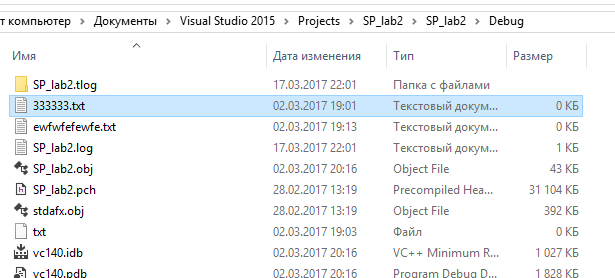 т компьютер > Документы > Visual Studio 2015 > Projects > SP_lab2 > SP_lab2 > Debug
Имя Дата изменения Тип Размер
SP_lab2.tlog 17.03.2017 22:01 Папка с файлами
333333.txt 02.03.2017 19:01 Текстовый докум... 0 КБ
ewfwfefewfe.txt 02.03.2017 19:13 Текстовый докум... 0 КБ
SP_lab2.log 17.03.2017 22:01 Текстовый докум... 1 КБ
SP_lab2.obj 02.03.2017 20:16 Object File 43 КБ
SP_lab2.pch 28.02.2017 13:19 Precompiled Hea... 31 104 КБ
stdafx.obj 28.02.2017 13:19 Object File 392 КБ
txt 02.03.2017 19:03 Файл 0 КБ
vc140.idb 02.03.2017 20:16 VC++ Minimum R... 1 027 КБ
vc140.pdb 02.03.2017 20:16 Program Debug D... 1 828 КБ